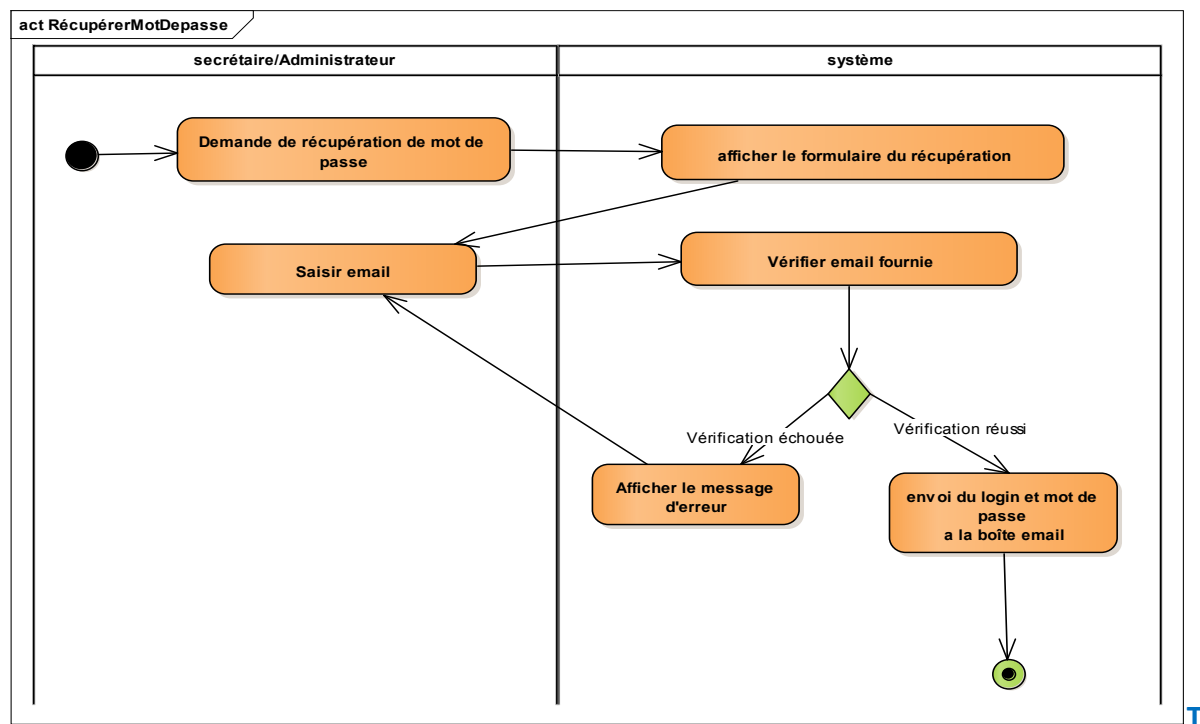 act RécupérerMotDepasse
secrétaire/Administrateur
système
Demande de récupération de mot de
passe
afficher le formulaire du récupération
Saisir email
Vérifier email fournie
Vérification échouée
Vérification réussi
Afficher le message
d'erreur
envoi du login et mot de
passe
a la boîte email
T